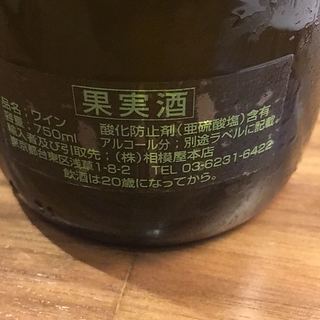 果実酒
品名：ワイン　酸化防止剤(亜硫酸塩)含有
容量：750ml　アルコール分：別途ラベルに記載
輸入者及び引取先：(株)相模屋本店
東京都台東区浅草1-8-2　TEL 03-6231-6422
飲酒は20歳になってから。